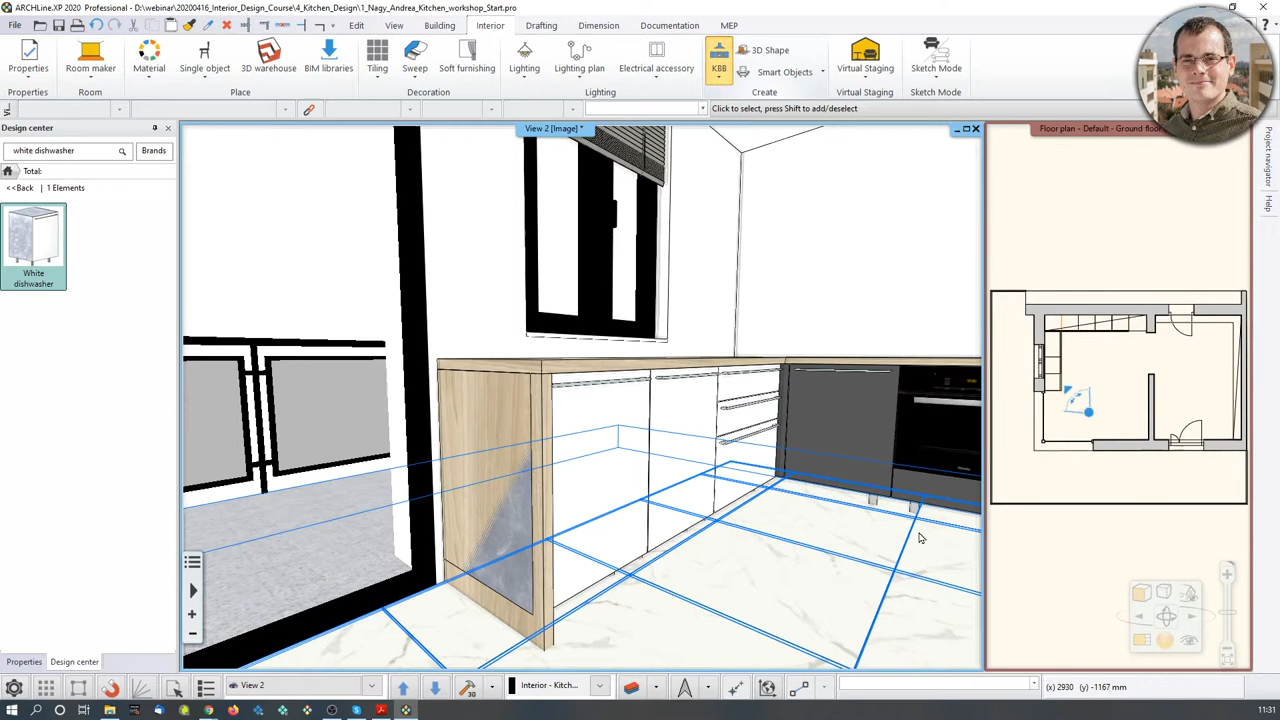 ARCHLine.XP 2020 Professional - D:\webinar\20200416_Interior_Design_Course\4_Kitchen_Design\1_Nagy_Andrea_Kitchen_workshop_Start.pro
File
Edit
View
Building
Interior
Drafting
Dimension
Documentation
MEP
Properties
Room maker
Material
Single object
3D warehouse
BIM libraries
Tiling
Sweep
Soft furnishing
Lighting
Lighting plan
Electrical accessory
KBB
3D Shape
Smart Objects
Virtual Staging
Sketch Mode
Properties
Room
Place
Decoration
Lighting
Create
Virtual Staging
Sketch Mode
Click to select, press Shift to add/deselect
Design center
View 2 [Image] *
Floor plan - Default - Ground floor
white dishwasher
Brands
Total:
<<Back
1 Elements
White
dishwasher
Project navigator
Help
Properties
Design center
View 2
Interior - Kitch...
(x) 2930 (y) -1167 mm
11:31